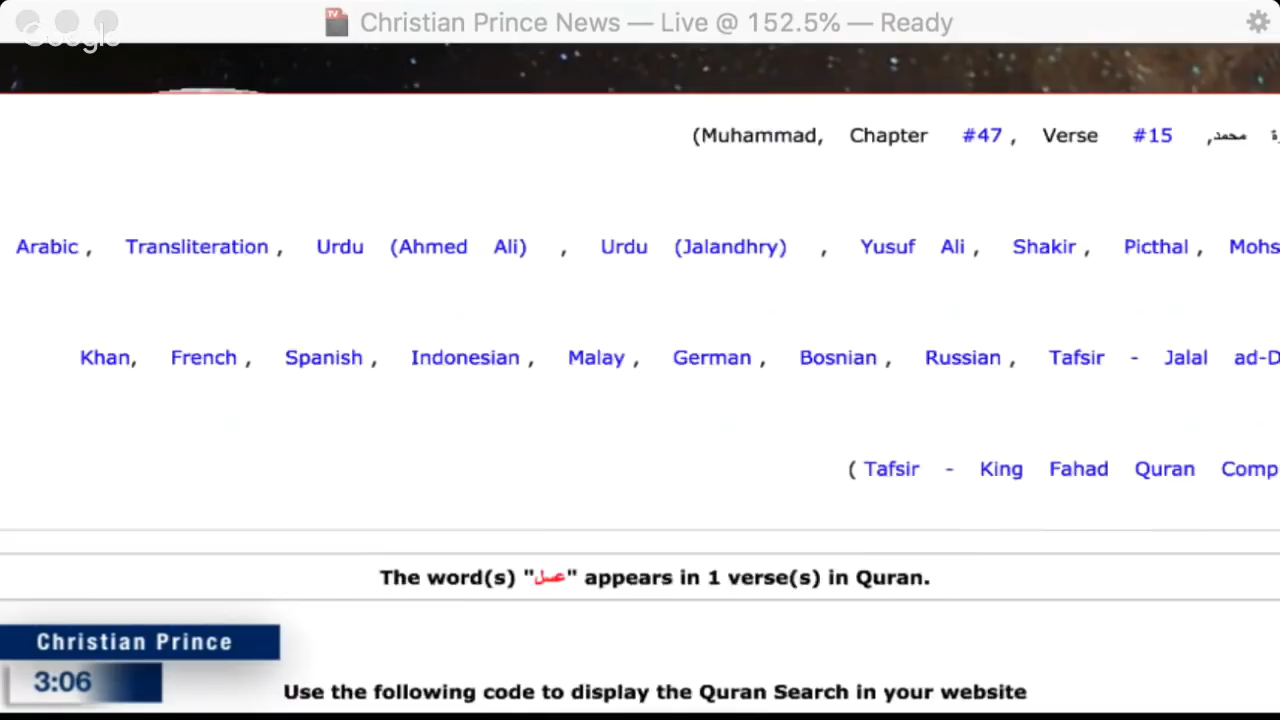 Christian Prince News — Live @ 152.5% — Ready
Google
(Muhammad, Chapter #47 , Verse #15 , محمد,
Arabic , Transliteration , Urdu (Ahmed Ali) , Urdu (Jalandhry) , Yusuf Ali , Shakir , Picthal , Mohs
Khan, French , Spanish , Indonesian , Malay , German , Bosnian , Russian , Tafsir - Jalal ad-D
( Tafsir - King Fahad Quran Comp
The word(s) "عسل" appears in 1 verse(s) in Quran.
Christian Prince
3:06
Use the following code to display the Quran Search in your website